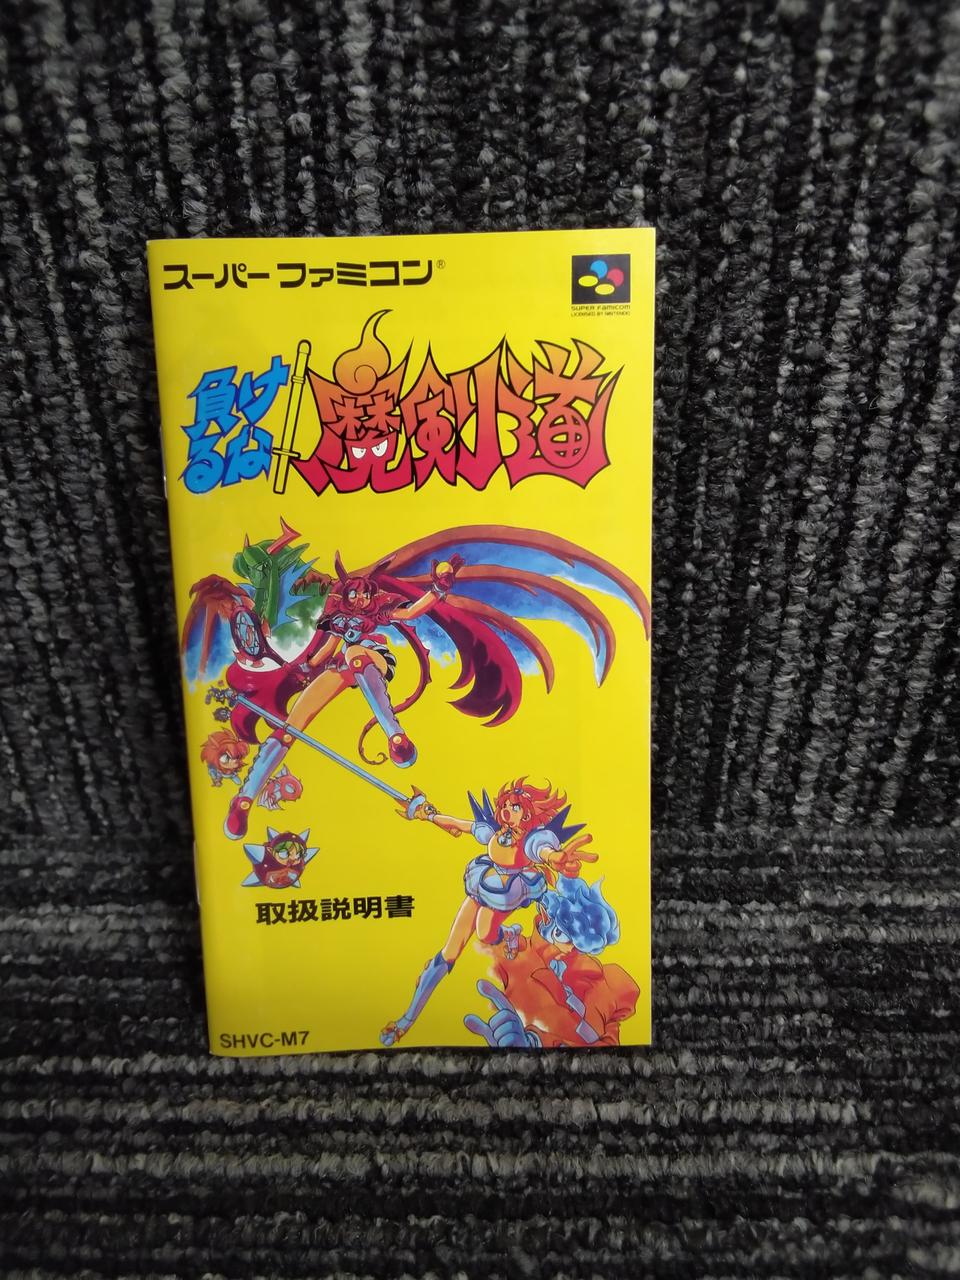 スーパーファミコン®
SUPER FAMICOM
LICENSED BY NINTENDO
負けるな
魔剣道
取扱説明書
SHVC-M7